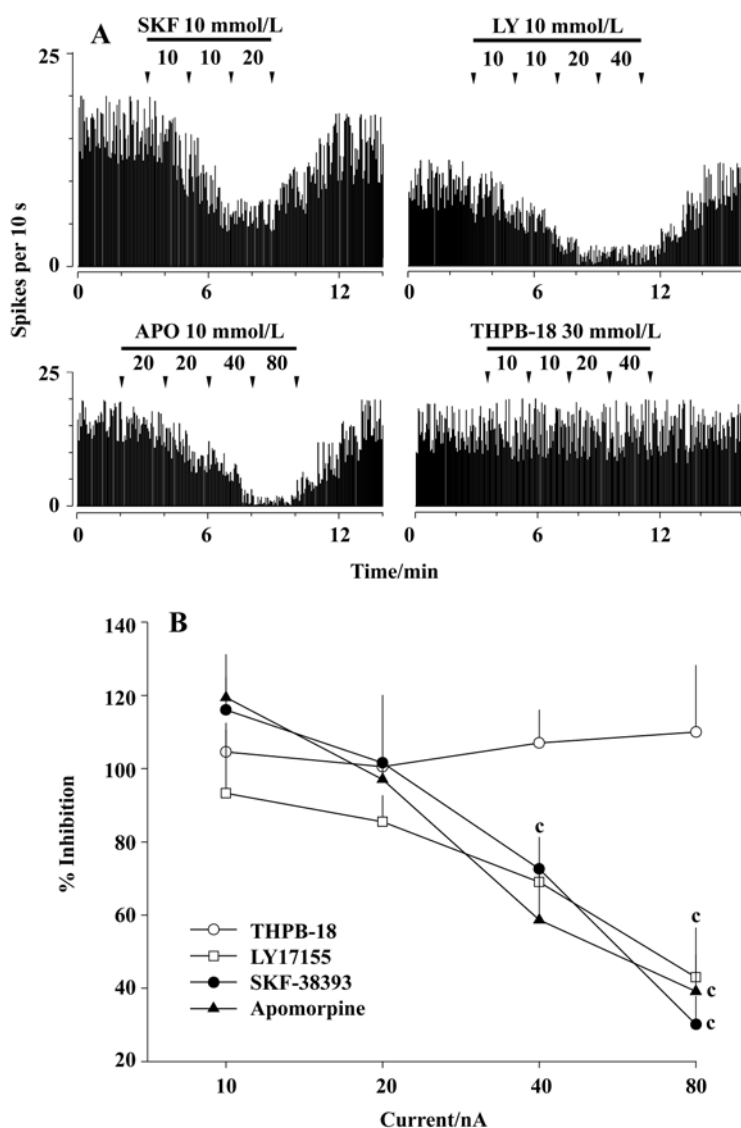 A
SKF 10 mmol/L
10 10 20
LY 10 mmol/L
10 10 20 40
25
0
0 6 12
0 6 12
Spikes per 10 s
APO 10 mmol/L
20 20 40 80
THPB-18 30 mmol/L
10 10 20 40
25
0
0 6 12
0 6 12
Time/min
B
140
120
100
80
60
40
20
% Inhibition
c
c
c
c
THPB-18
LY17155
SKF-38393
Apomorpine
10 20 40 80
Current/nA